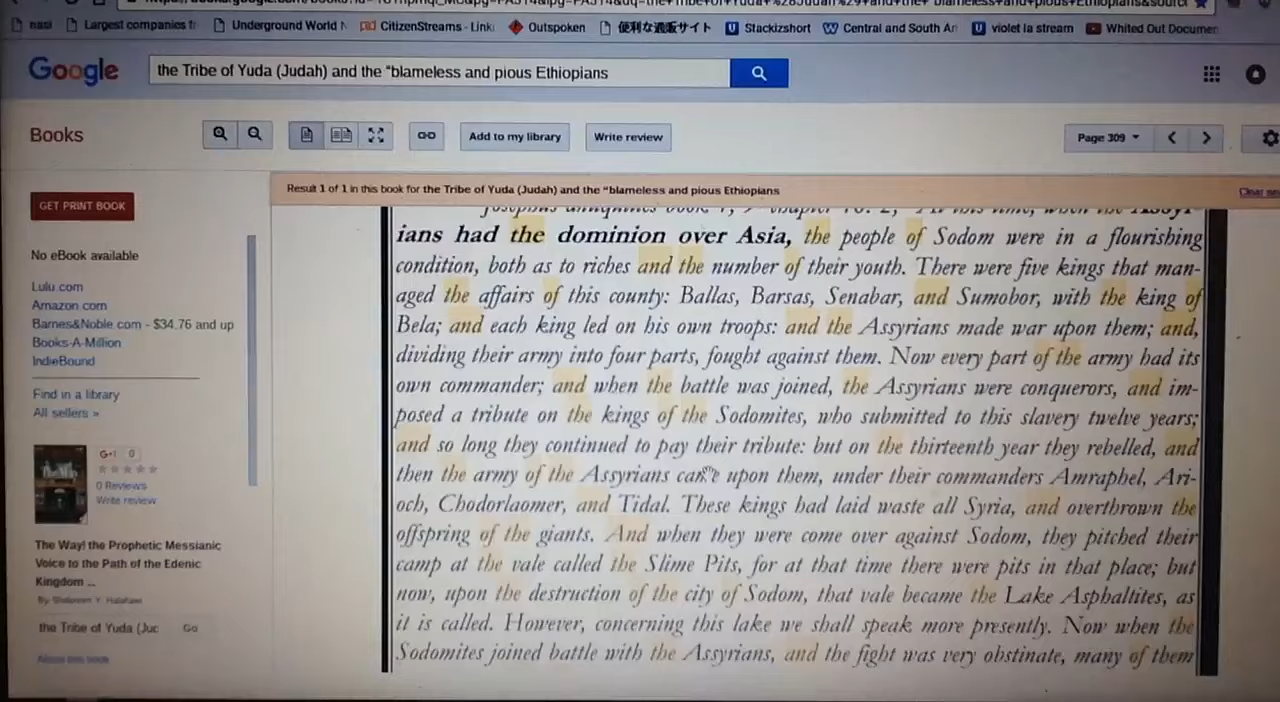 nasi
Largest companies fr
Underground World N
CitizenStreams - Linki
Outspoken
便利な通販サイト
Stackizshort
Central and South Ar
violet la stream
Whited Out Documen
Google
the Tribe of Yuda (Judah) and the "blameless and pious Ethiopians
Books
Add to my library
Write review
Page 309
Result 1 of 1 in this book for the Tribe of Yuda (Judah) and the "blameless and pious Ethiopians
GET PRINT BOOK
No eBook available
Lulu.com
Amazon.com
Barnes&Noble.com - $34.76 and up
Books-A-Million
IndieBound
Find in a library
All sellers »
G+1 0
0 Reviews
Write review
The Way! the Prophetic Messianic
Voice to the Path of the Edenic
Kingdom ...
the Tribe of Yuda (Juc Go
About this book
ians had the dominion over Asia, the people of Sodom were in a flourishing
condition, both as to riches and the number of their youth. There were five kings that man-
aged the affairs of this county: Ballas, Barsas, Senabar, and Sumobor, with the king of
Bela; and each king led on his own troops: and the Assyrians made war upon them; and,
dividing their army into four parts, fought against them. Now every part of the army had its
own commander; and when the battle was joined, the Assyrians were conquerors, and im-
posed a tribute on the kings of the Sodomites, who submitted to this slavery twelve years;
and so long they continued to pay their tribute: but on the thirteenth year they rebelled, and
then the army of the Assyrians came upon them, under their commanders Amraphel, Ari-
och, Chodorlaomer, and Tidal. These kings had laid waste all Syria, and overthrown the
offspring of the giants. And when they were come over against Sodom, they pitched their
camp at the vale called the Slime Pits, for at that time there were pits in that place; but
now, upon the destruction of the city of Sodom, that vale became the Lake Asphaltites, as
it is called. However, concerning this lake we shall speak more presently. Now when the
Sodomites joined battle with the Assyrians, and the fight was very obstinate, many of them